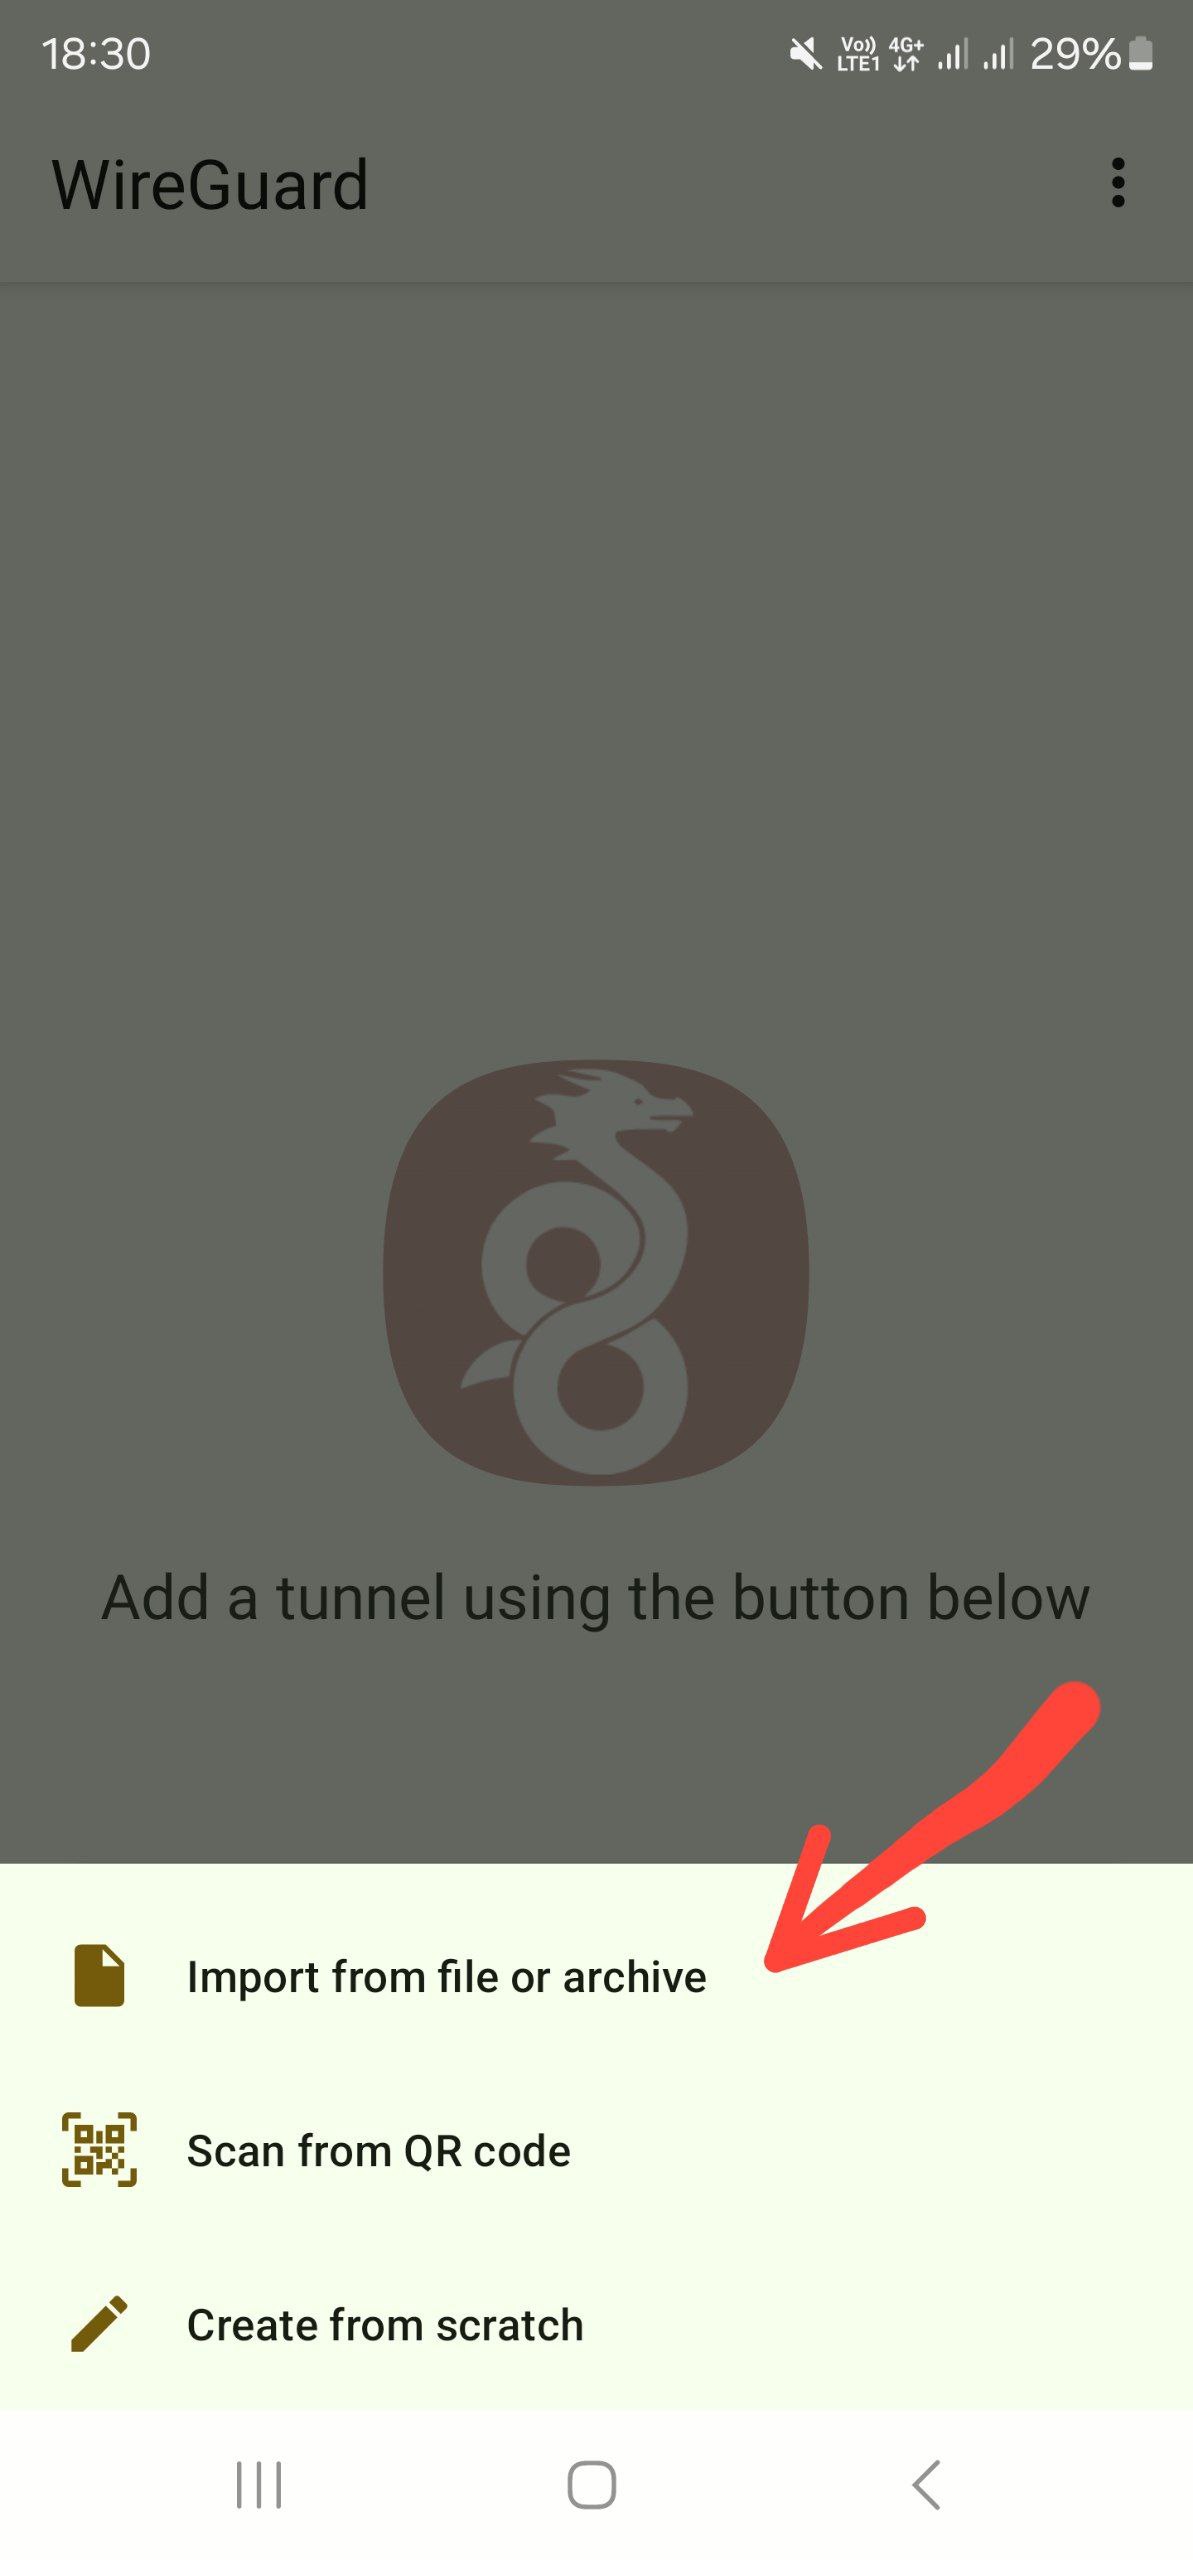 18:30
Vo)) LTE1 4G+ 29%
WireGuard
Add a tunnel using the button below
Import from file or archive
Scan from QR code
Create from scratch